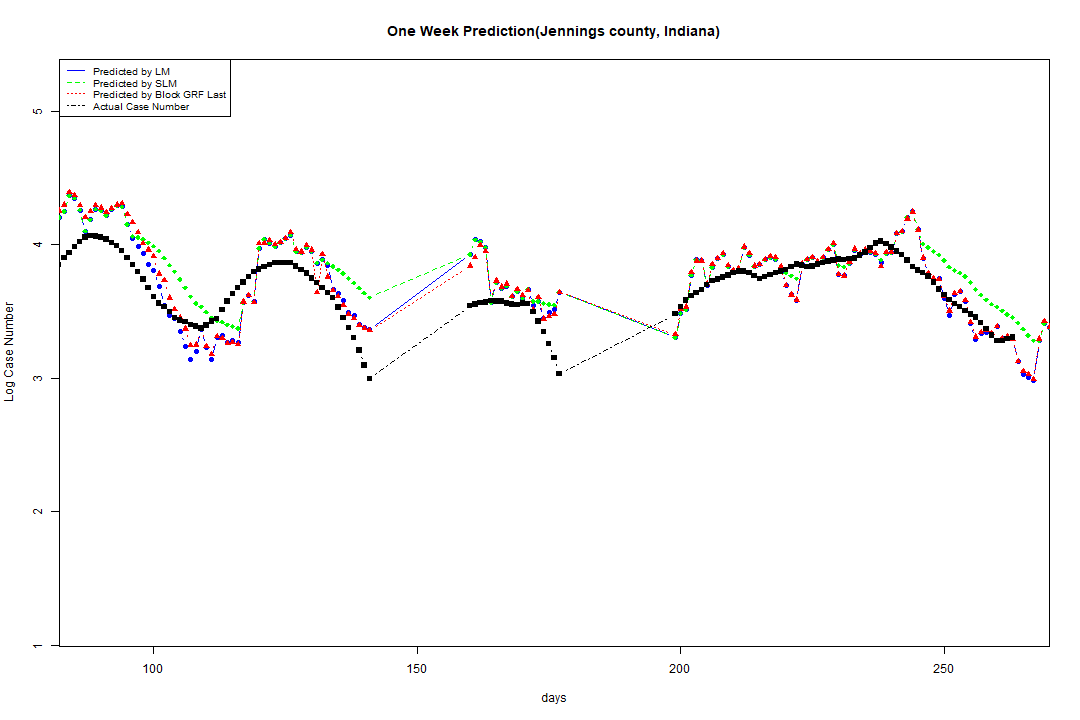 One Week Prediction(Jennings county, Indiana)
Predicted by LM
Predicted by SLM
Predicted by Block GRF Last
Actual Case Number
5
4
3
2
1
Log Case Number
100 150 200 250
days